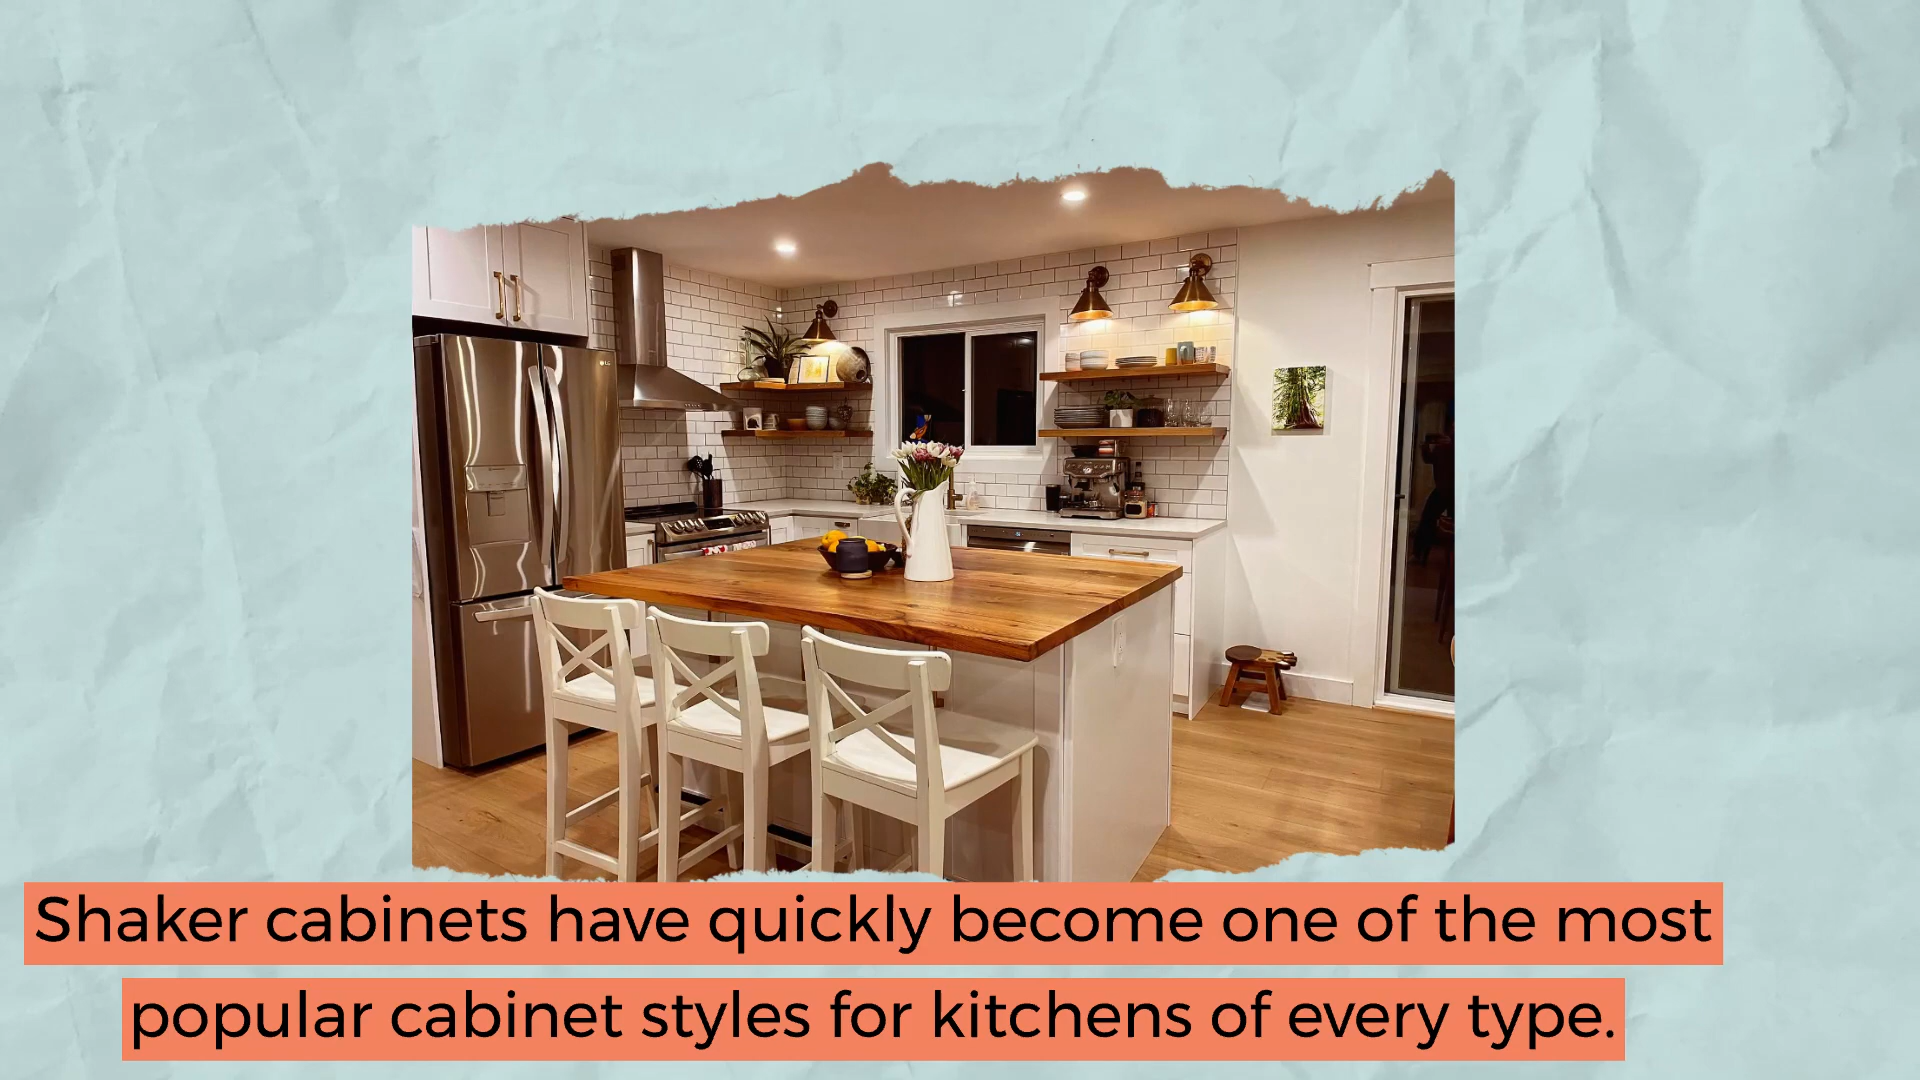 Shaker cabinets have quickly become one of the most
popular cabinet styles for kitchens of every type.